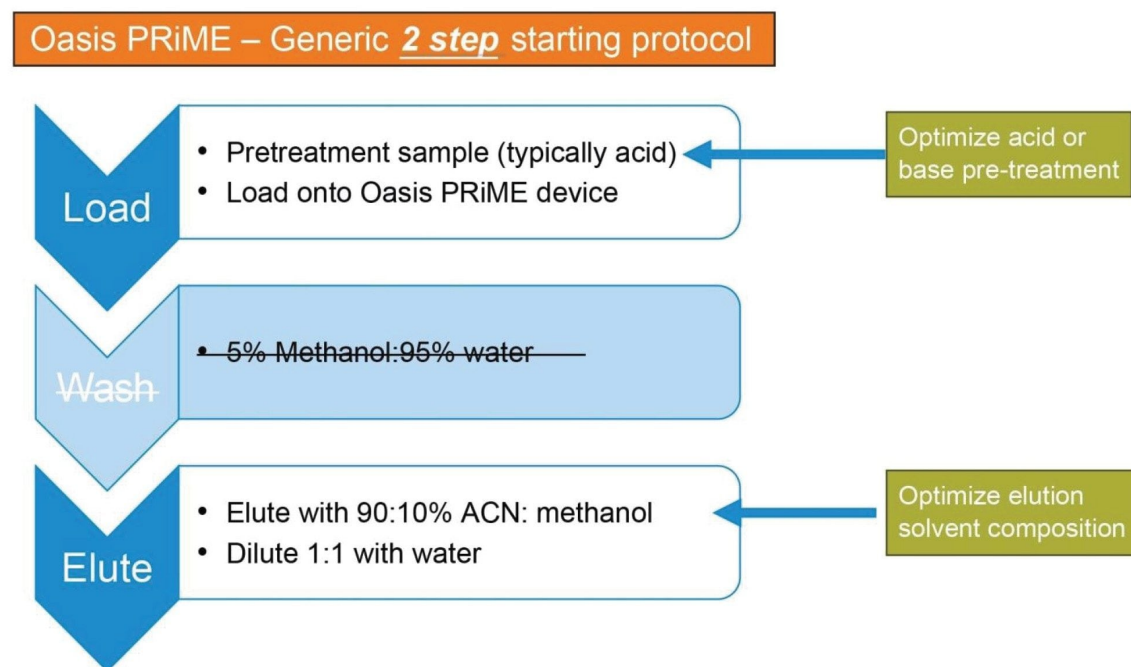 Oasis PRiME – Generic 2 step starting protocol
Load
• Pretreatment sample (typically acid)
• Load onto Oasis PRiME device
Optimize acid or
base pre-treatment
Wash
• 5% Methanol:95% water
Elute
• Elute with 90:10% ACN: methanol
• Dilute 1:1 with water
Optimize elution
solvent composition